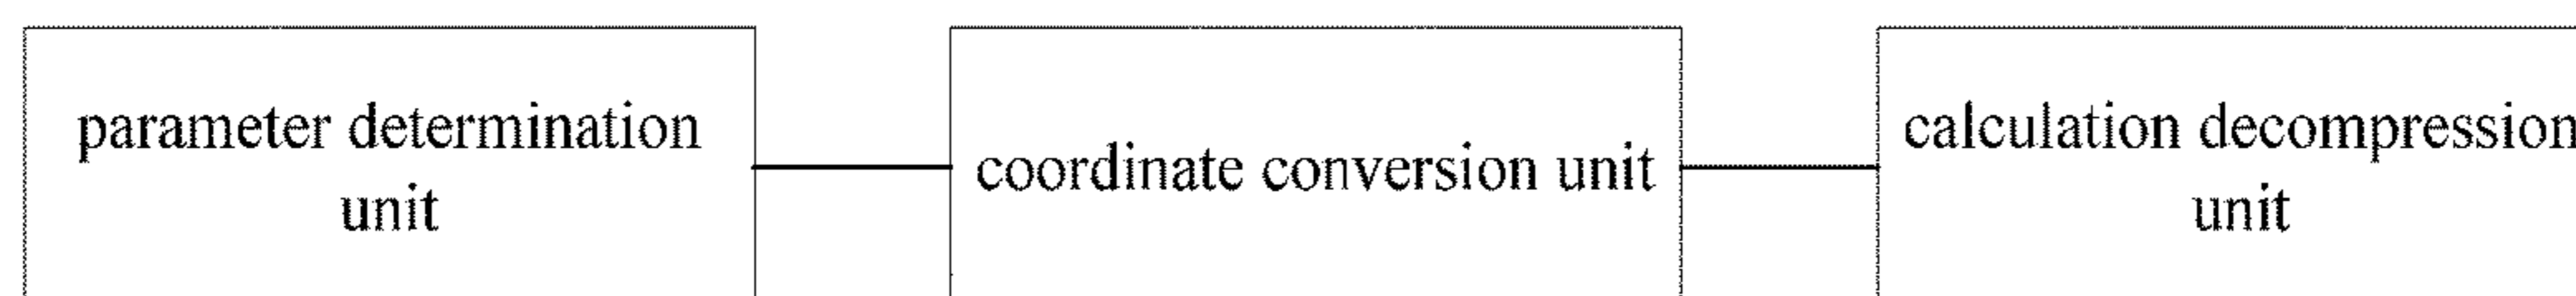 parameter determination
unit
coordinate conversion unit
calculation decompression
unit